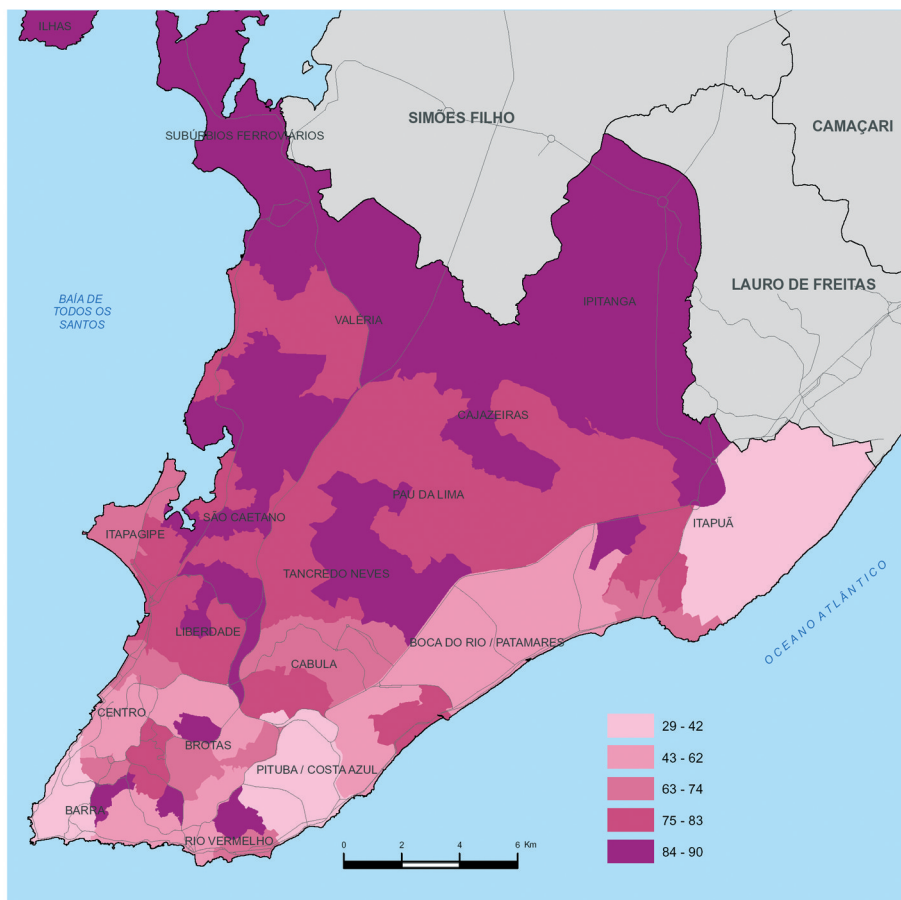 ILHAS
SUBÚRBIOS FERROVIÁRIOS
SIMÕES FILHO
CAMAÇARI
LAURO DE FREITAS
BAÍA DE
TODOS OS
SANTOS
VALÉRIA
IPITANGA
CAJAZEIRAS
PAU DA LIMA
SÃO CAETANO
ITAPUÃ
ITAPAGIPE
TANCREDO NEVES
LIBERDADE
BOCA DO RIO / PATAMARES
OCEANO ATLÂNTICO
CABULA
CENTRO
BROTAS
PITUBA / COSTA AZUL
BARRA
RIO VERMELHO
29 - 42
43 - 62
63 - 74
75 - 83
84 - 90
0 2 4 6 Km